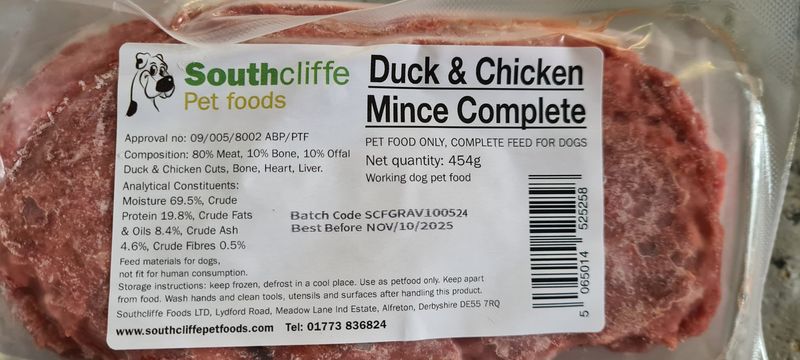 Southcliffe
Pet foods
Duck & Chicken
Mince Complete
PET FOOD ONLY, COMPLETE FEED FOR DOGS
Net quantity: 454g
Working dog pet food
Approval no: 09/005/8002 ABP/PTF
Composition: 80% Meat, 10% Bone, 10% Offal
Duck & Chicken Cuts, Bone, Heart, Liver.
Analytical Constituents:
Moisture 69.5%, Crude
Protein 19.8%, Crude Fats
& Oils 8.4%, Crude Ash
4.6%, Crude Fibres 0.5%
Batch Code SCFGRAV100524
Best Before NOV/10/2025
Feed materials for dogs,
not fit for human consumption.
Storage instructions: keep frozen, defrost in a cool place. Use as petfood only. Keep apart
from food. Wash hands and clean tools, utensils and surfaces after handling this product.
Southcliffe Foods LTD, Lydford Road, Meadow Lane Ind Estate, Alfreton, Derbyshire DE55 7RQ
www.southcliffepetfoods.com Tel: 01773 836824
5 065014 525258